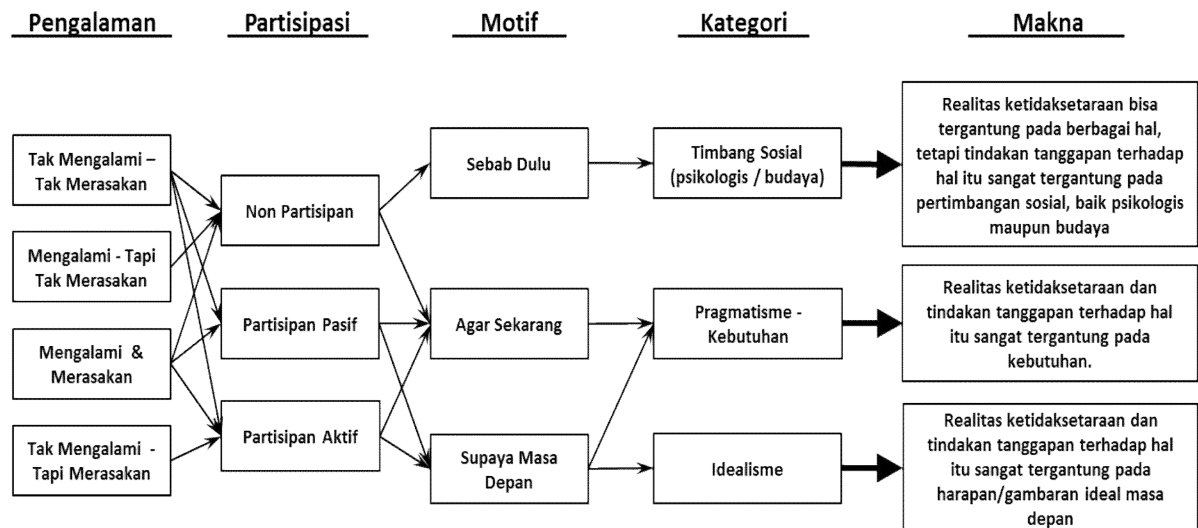 Pengalaman
Partisipasi
Motif
Kategori
Makna
Tak Mengalami –
Tak Merasakan
Mengalami - Tapi
Tak Merasakan
Mengalami &
Merasakan
Tak Mengalami -
Tapi Merasakan
Non Partisipan
Partisipan Pasif
Partisipan Aktif
Sebab Dulu
Agar Sekarang
Supaya Masa
Depan
Timbang Sosial
(psikologis / budaya)
Pragmatisme -
Kebutuhan
Idealisme
Realitas ketidaksetaraan bisa
tergantung pada berbagai hal,
tetapi tindakan tanggapan terhadap
hal itu sangat tergantung pada
pertimbangan sosial, baik psikologis
maupun budaya
Realitas ketidaksetaraan dan
tindakan tanggapan terhadap hal
itu sangat tergantung pada
kebutuhan.
Realitas ketidaksetaraan dan
tindakan tanggapan terhadap hal
itu sangat tergantung pada
harapan/gambaran ideal masa
depan